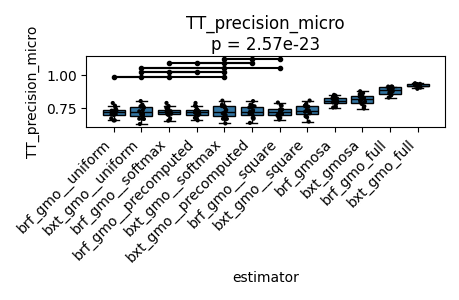 TT_precision_micro
p = 2.57e-23
TT_precision_micro
1.00
0.75
brf_gmo__uniform
bxt_gmo__uniform
brf_gmo__softmax
brf_gmo__precomputed
bxt_gmo__softmax
bxt_gmo__precomputed
brf_gmo__square
bxt_gmo__square
brf_gmosa
bxt_gmosa
brf_gmo_full
bxt_gmo_full
estimator